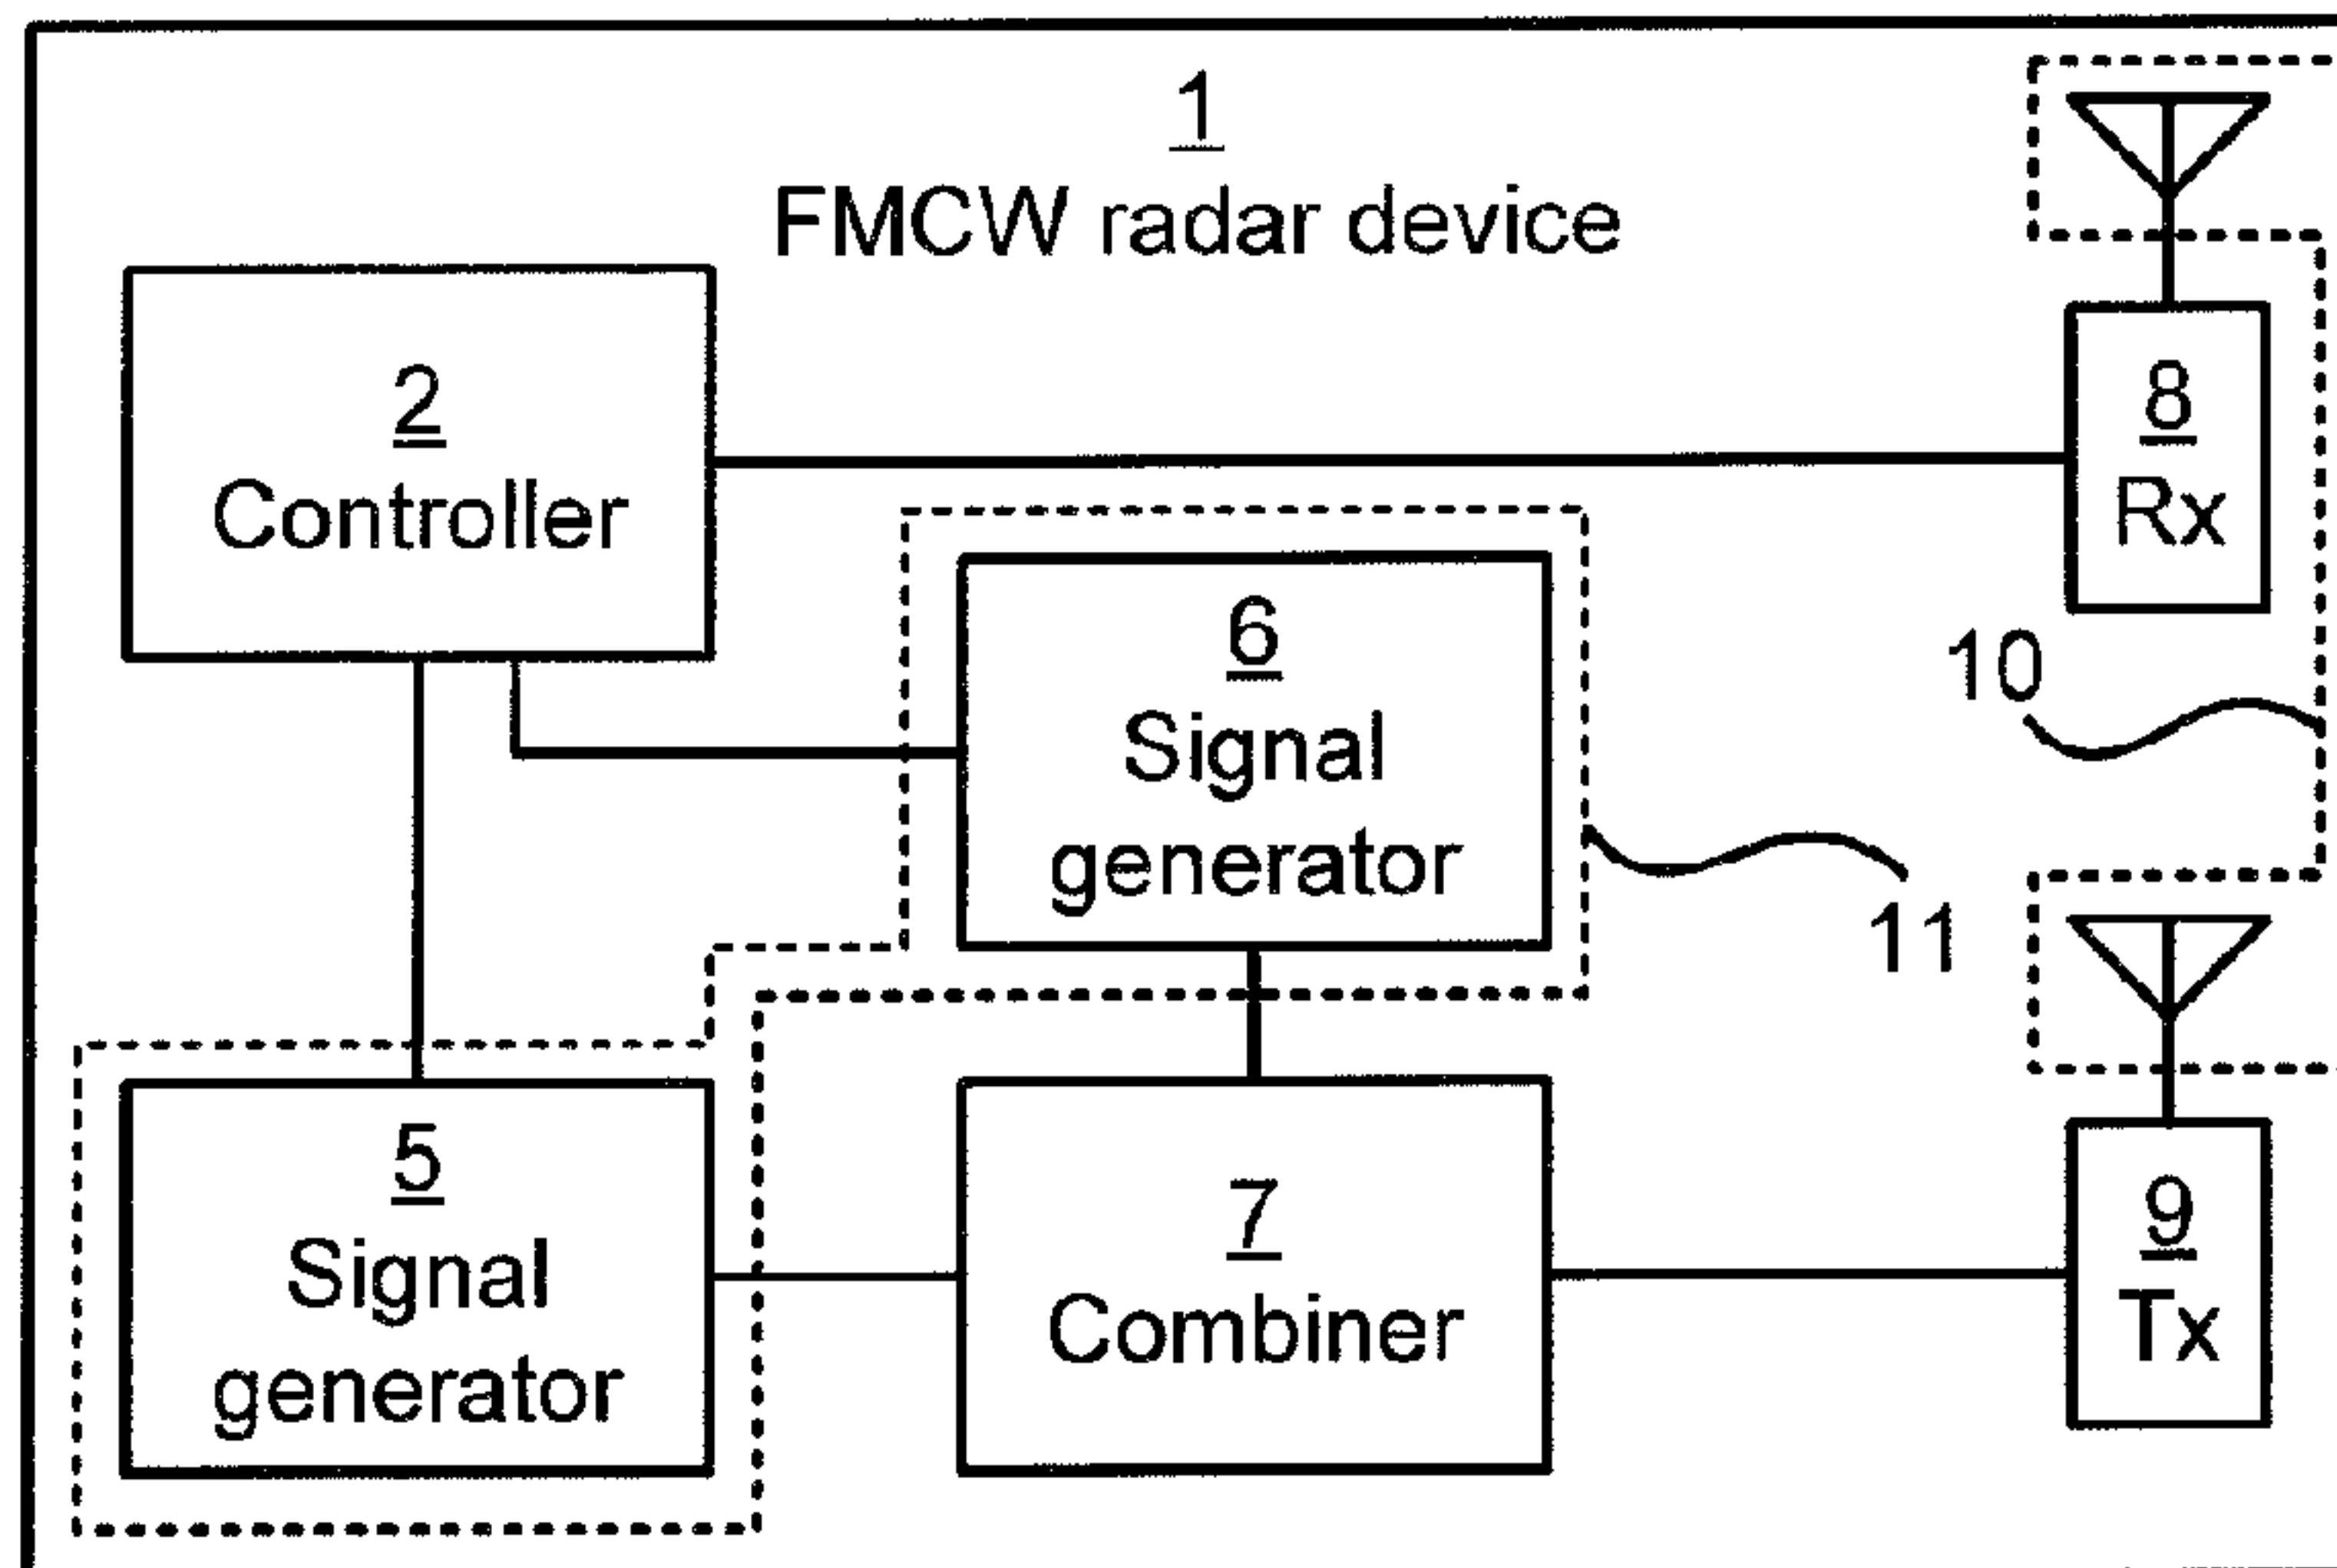 1
FMCW radar device
2
Controller
8
Rx
6
Signal
generator
10
11
5
Signal
generator
7
Combiner
9
Tx